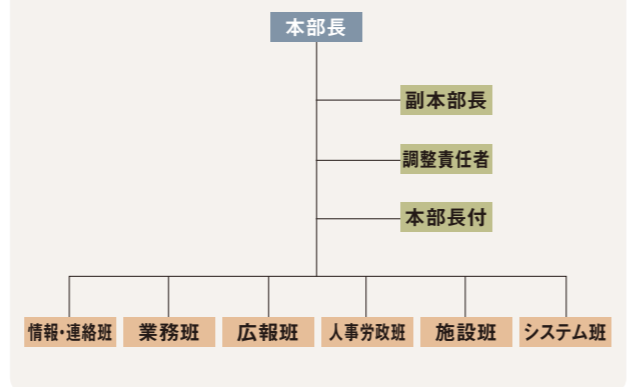 本部長
副本部長
調整責任者
本部長付
情報・連絡班
業務班
広報班
人事労政班
施設班
システム班